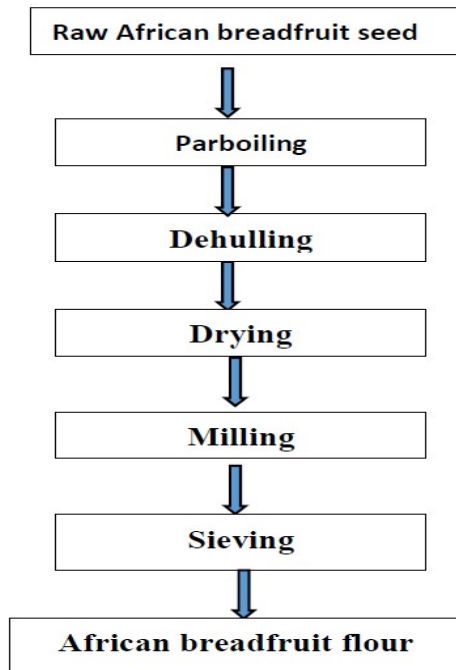 Raw African breadfruit seed
Parboiling
Dehulling
Drying
Milling
Sieving
African breadfruit flour